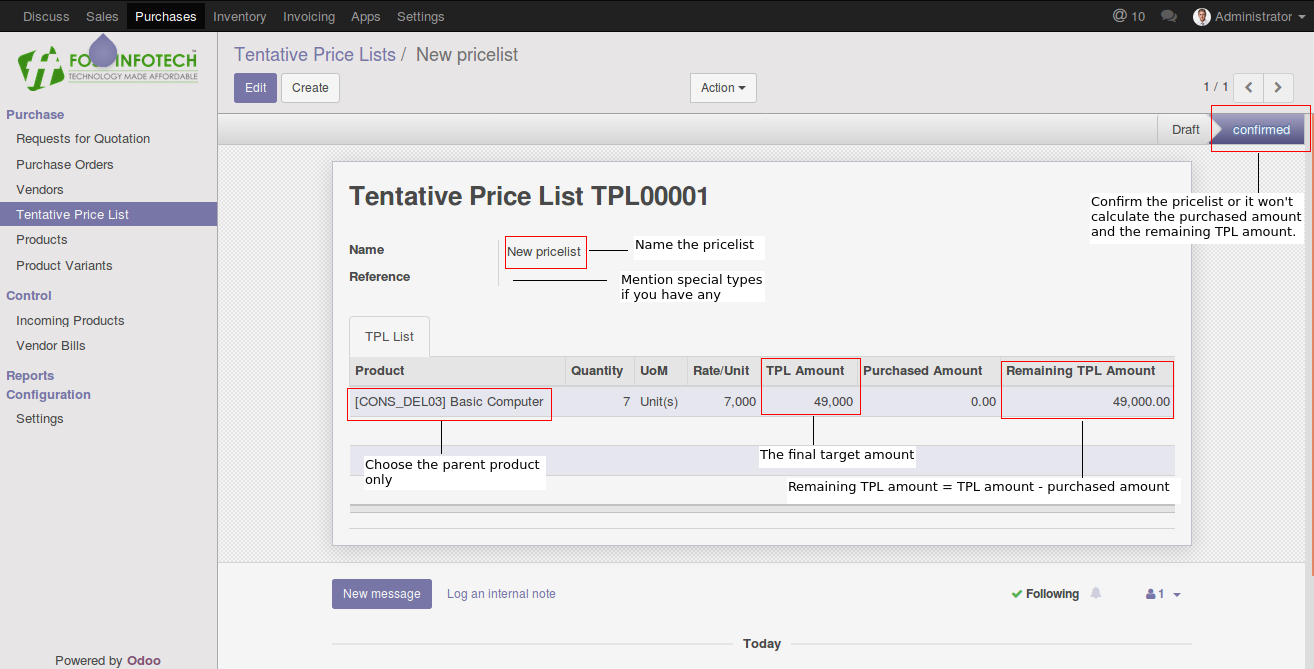 Discuss Sales Purchases Inventory Invoicing Apps Settings @ 10 Administrator
INFOTECH
TECHNOLOGY MADE AFFORDABLE
Tentative Price Lists / New pricelist
Edit Create Action 1 / 1
Purchase
Requests for Quotation
Purchase Orders
Vendors
Tentative Price List
Products
Product Variants
Control
Incoming Products
Vendor Bills
Reports
Configuration
Settings
Powered by Odoo
Draft confirmed
Confirm the pricelist or it won't
calculate the purchased amount
and the remaining TPL amount.
Tentative Price List TPL00001
Name New pricelist Name the pricelist
Reference Mention special types
if you have any
TPL List
Product Quantity UoM Rate/Unit TPL Amount Purchased Amount Remaining TPL Amount
[CONS_DEL03] Basic Computer 7 Unit(s) 7,000 49,000 0.00 49,000.00
Choose the parent product
only
The final target amount
Remaining TPL amount = TPL amount - purchased amount
New message Log an internal note Following 1
Today